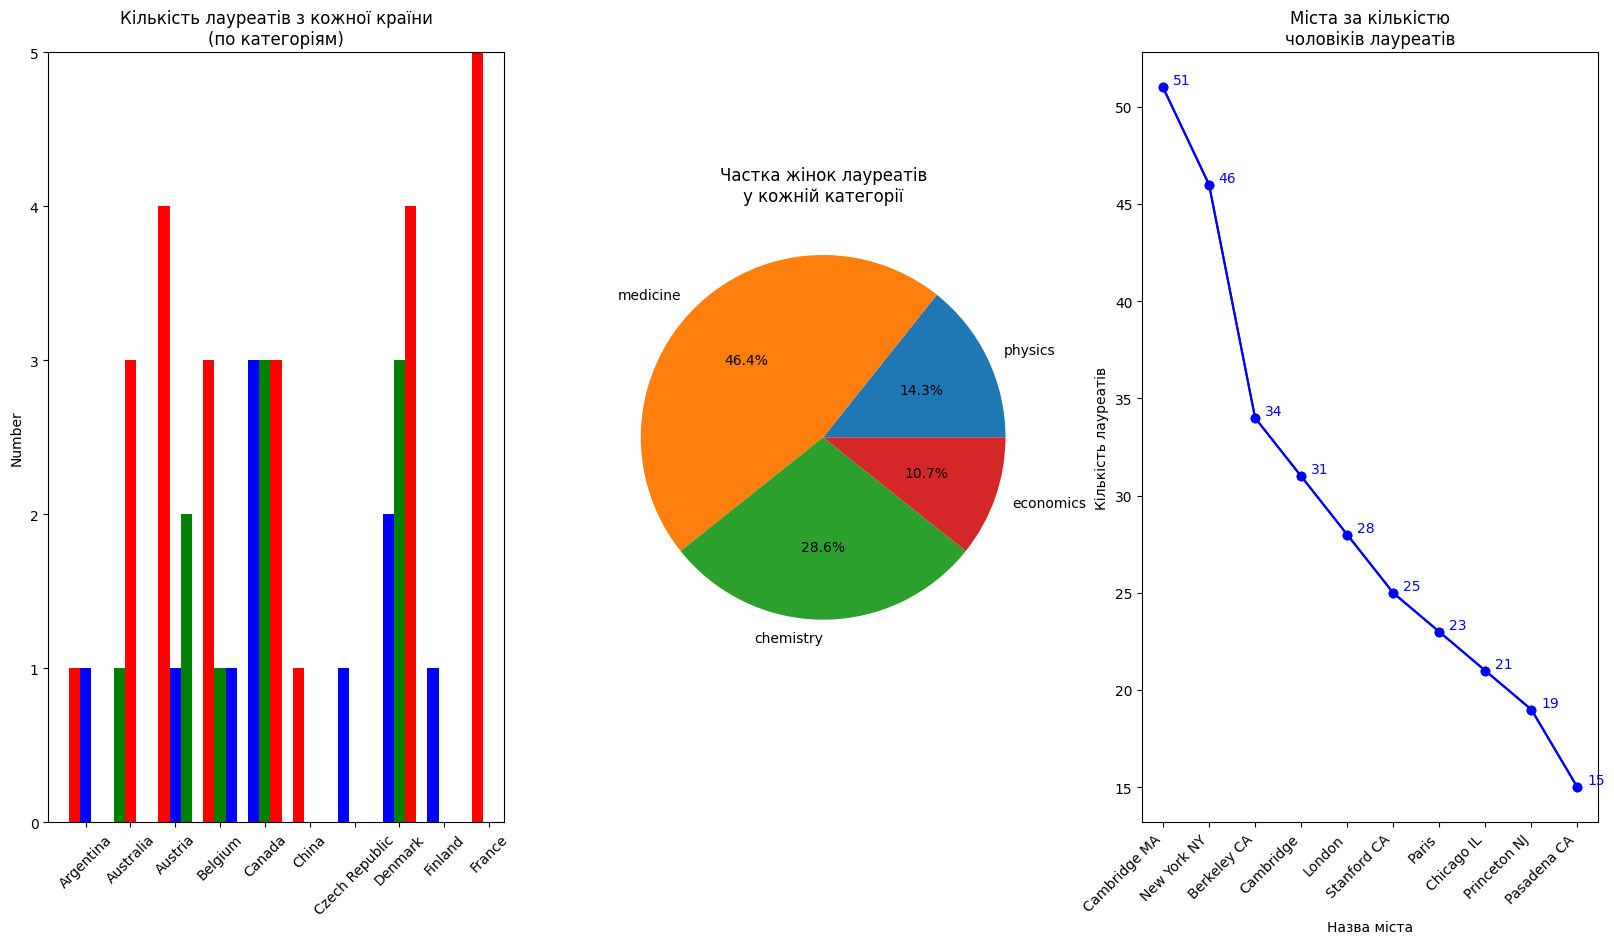 Кількість лауреатів з кожної країни
(по категоріям)
Number
5
4
3
2
1
0
Argentina
Australia
Austria
Belgium
Canada
China
Czech Republic
Denmark
Finland
France
Частка жінок лауреатів
у кожній категорії
medicine
physics
46.4%
14.3%
10.7%
economics
28.6%
chemistry
Міста за кількістю
чоловіків лауреатів
Кількість лауреатів
50
45
40
35
30
25
20
15
51
46
34
31
28
25
23
21
19
15
Cambridge MA
New York NY
Berkeley CA
Cambridge
London
Stanford CA
Paris
Chicago IL
Princeton NJ
Pasadena CA
Назва міста